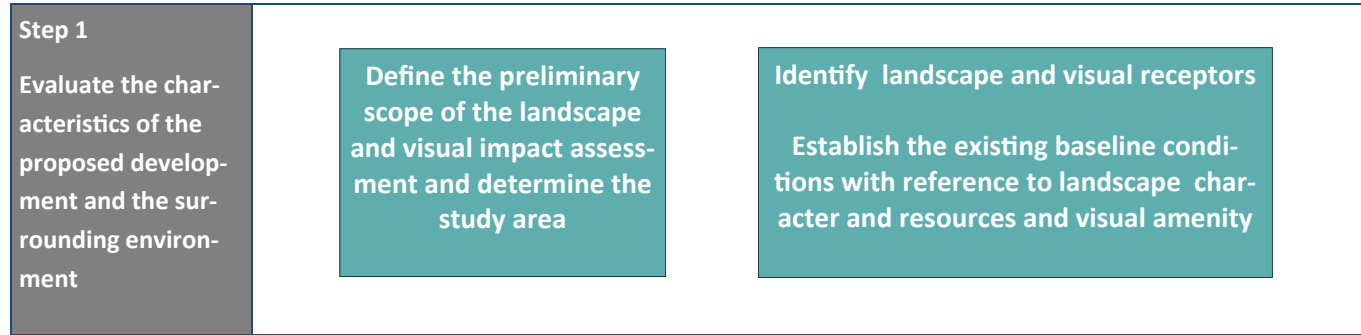 Step 1
Evaluate the char-
acteristics of the
proposed develop-
ment and the sur-
rounding environ-
ment
Define the preliminary
scope of the landscape
and visual impact assess-
ment and determine the
study area
Identify  landscape and visual receptors
Establish the existing baseline condi-
tions with reference to landscape  char-
acter and resources and visual amenity